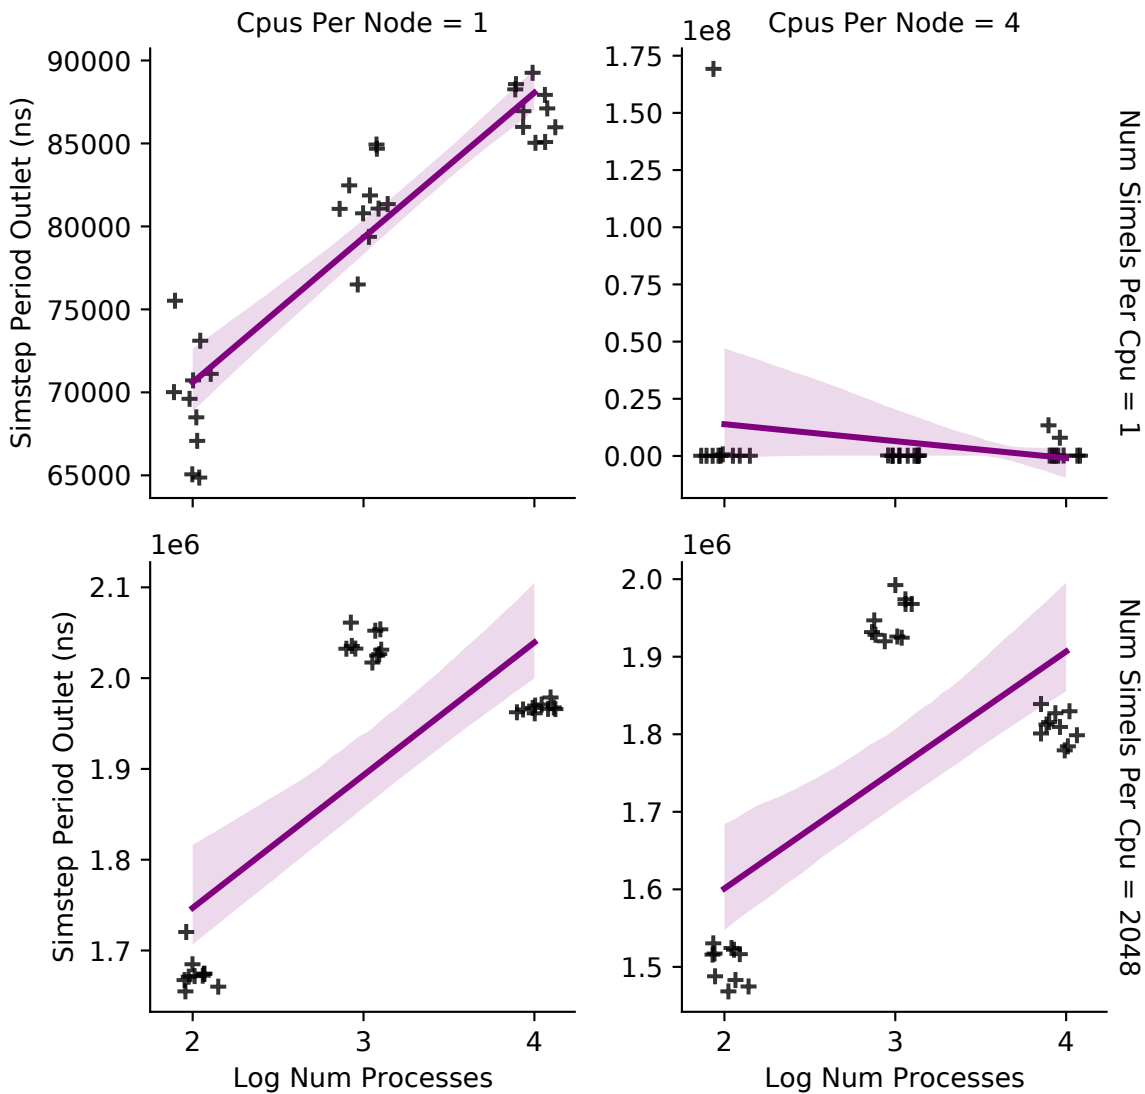 Cpus Per Node = 1
Cpus Per Node = 4
1e8
90000
85000
80000
75000
70000
65000
Simstep Period Outlet (ns)
1.75
1.50
1.25
1.00
0.75
0.50
0.25
0.00
Num Simels Per Cpu = 1
1e6
2.1
2.0
1.9
1.8
1.7
Simstep Period Outlet (ns)
2
3
4
Log Num Processes
1e6
2.0
1.9
1.8
1.7
1.6
1.5
2
3
4
Log Num Processes
Num Simels Per Cpu = 2048